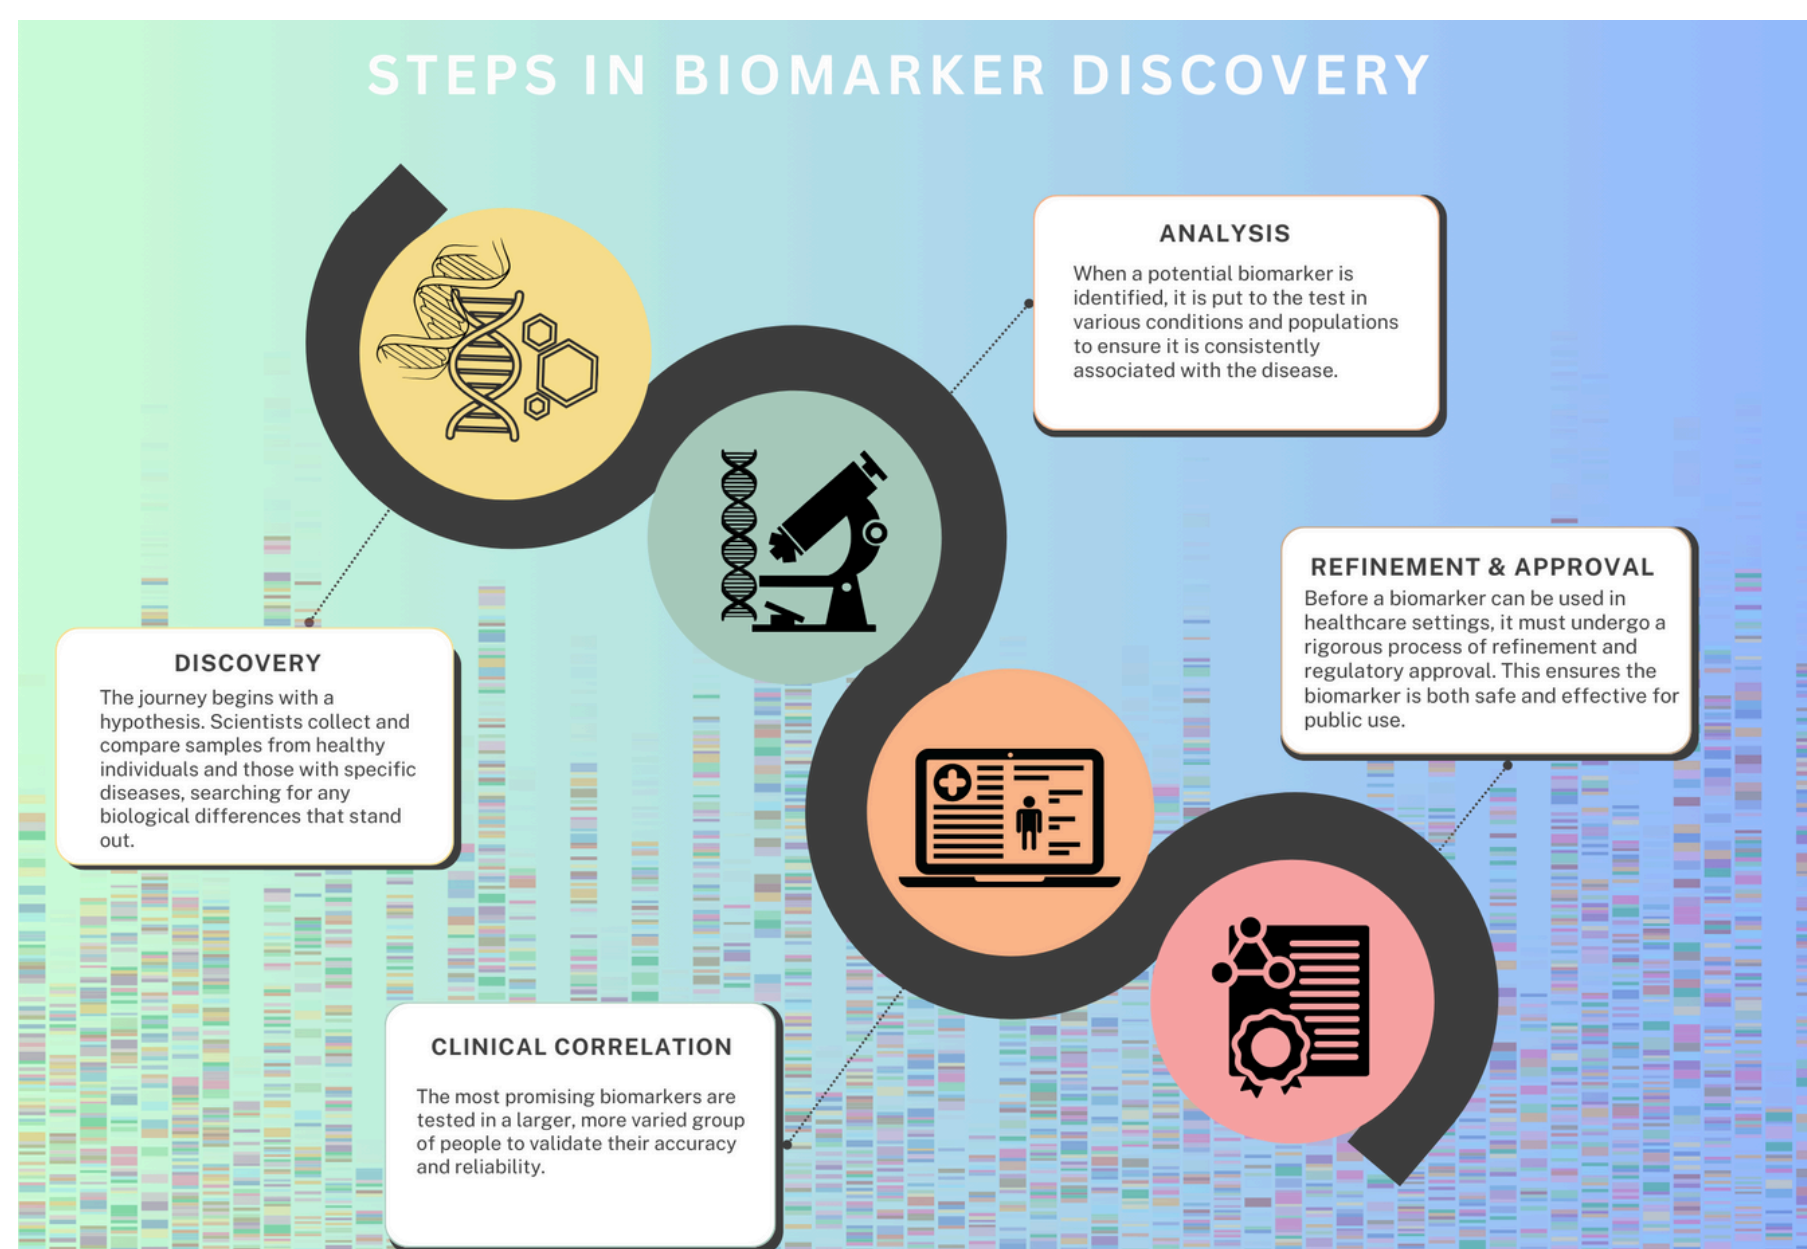 STEPS IN BIOMARKER DISCOVERY
DISCOVERY
The journey begins with a
hypothesis. Scientists collect and
compare samples from healthy
individuals and those with specific
diseases, searching for any
biological differences that stand
out.
ANALYSIS
When a potential biomarker is
identified, it is put to the test in
various conditions and populations
to ensure it is consistently
associated with the disease.
CLINICAL CORRELATION
The most promising biomarkers are
tested in a larger, more varied group
of people to validate their accuracy
and reliability.
REFINEMENT & APPROVAL
Before a biomarker can be used in
healthcare settings, it must undergo a
rigorous process of refinement and
regulatory approval. This ensures the
biomarker is both safe and effective for
public use.